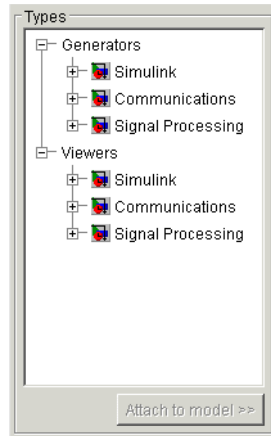 Types
Generators
Simulink
Communications
Signal Processing
Viewers
Simulink
Communications
Signal Processing
Attach to model >>